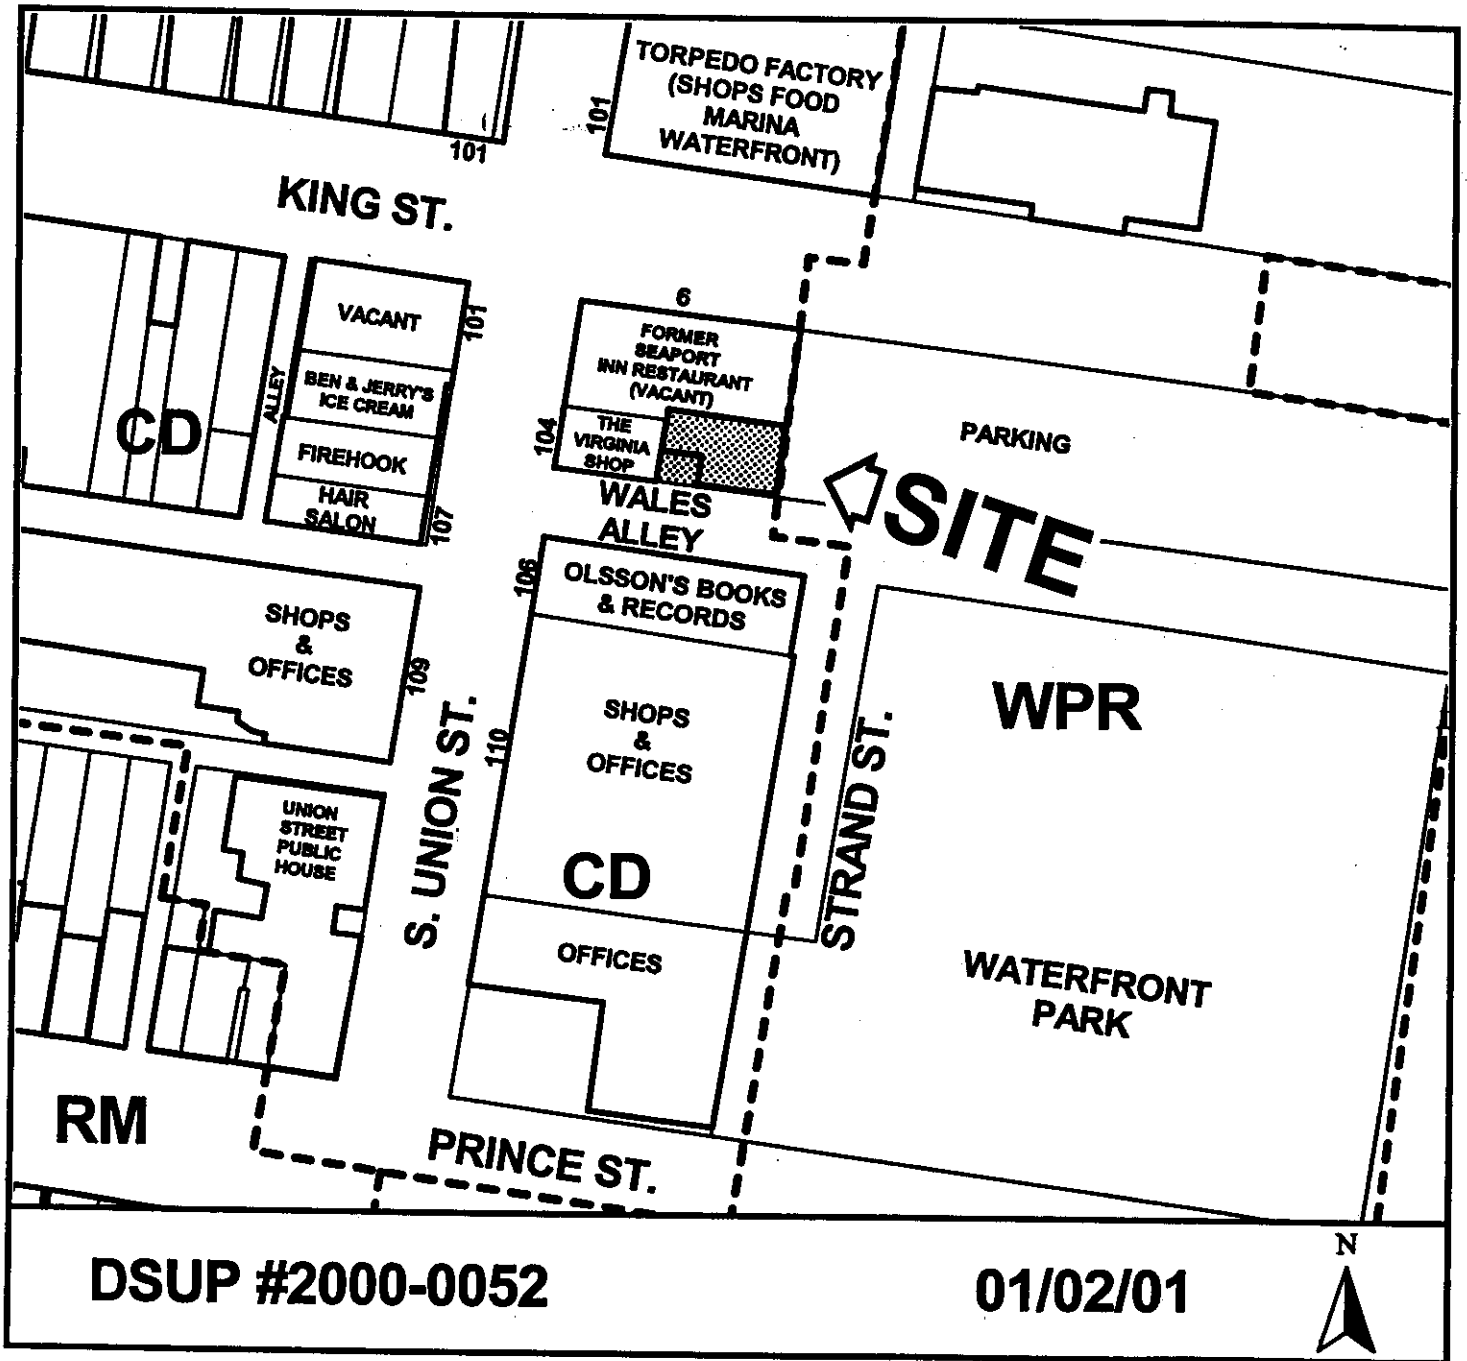 TORPEDO FACTORY
(SHOPS FOOD
MARINA
WATERFRONT)
101
101
KING ST.
VACANT
101
BEN & JERRY'S
ICE CREAM
ALLEY
CD
FIREHOOK
HAIR
SALON
107
6
FORMER
SEAPORT
INN RESTAURANT
(VACANT)
104
THE
VIRGINIA
SHOP
PARKING
SITE
WALES
ALLEY
106
OLSSON'S BOOKS
& RECORDS
SHOPS
&
OFFICES
109
S. UNION ST.
110
SHOPS
&
OFFICES
STRAND ST.
WPR
UNION
STREET
PUBLIC
HOUSE
CD
OFFICES
WATERFRONT
PARK
RM
PRINCE ST.
DSUP #2000-0052
01/02/01
N